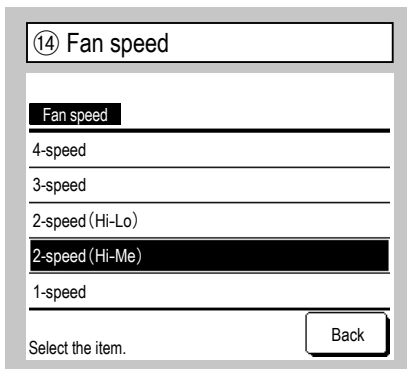 ⑭ Fan speed
Fan speed
4-speed
3-speed
2-speed(Hi-Lo)
2-speed(Hi-Me)
1-speed
Select the item.
Back